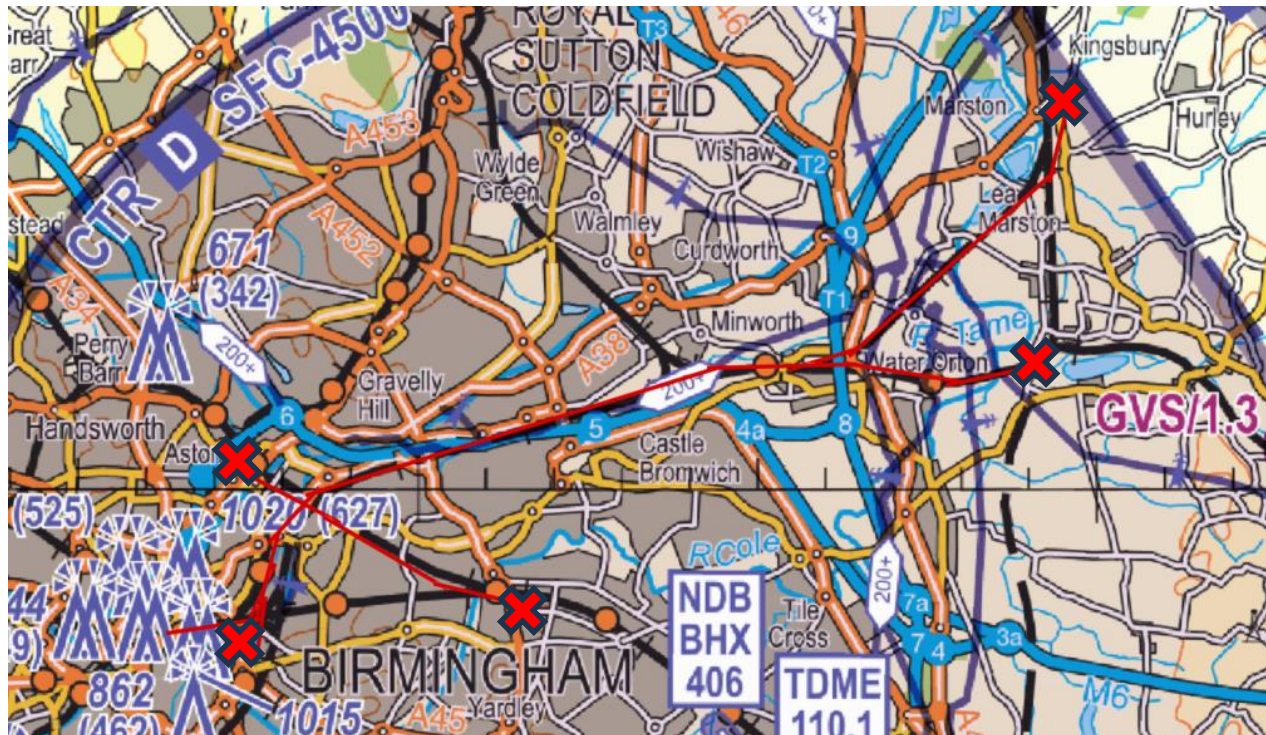 ROYAL
SUTTON
COLDFIELD
Great
Barr
SFC-4500
D
CTR
T3
Kingsbury
Marston
Hurley
A453
Wylde
Green
Wishaw
T2
Lea
Marston
Walmley
Curdworth
9
A452
671
(342)
A34
Perry
Barr
200+
T1
Minworth
R. Tame
Water Orton
A38
200+
Gravelly
Hill
6
5
4a
8
Handsworth
Aston
Castle
Bromwich
GVS/1.3
(525)
1020 (627)
R Cole
NDB
BHX
406
200+
Tile
Cross
7a
7
4
3a
BIRMINGHAM
862
(462)
1015
A45
Yardley
TDME
110.1
M6